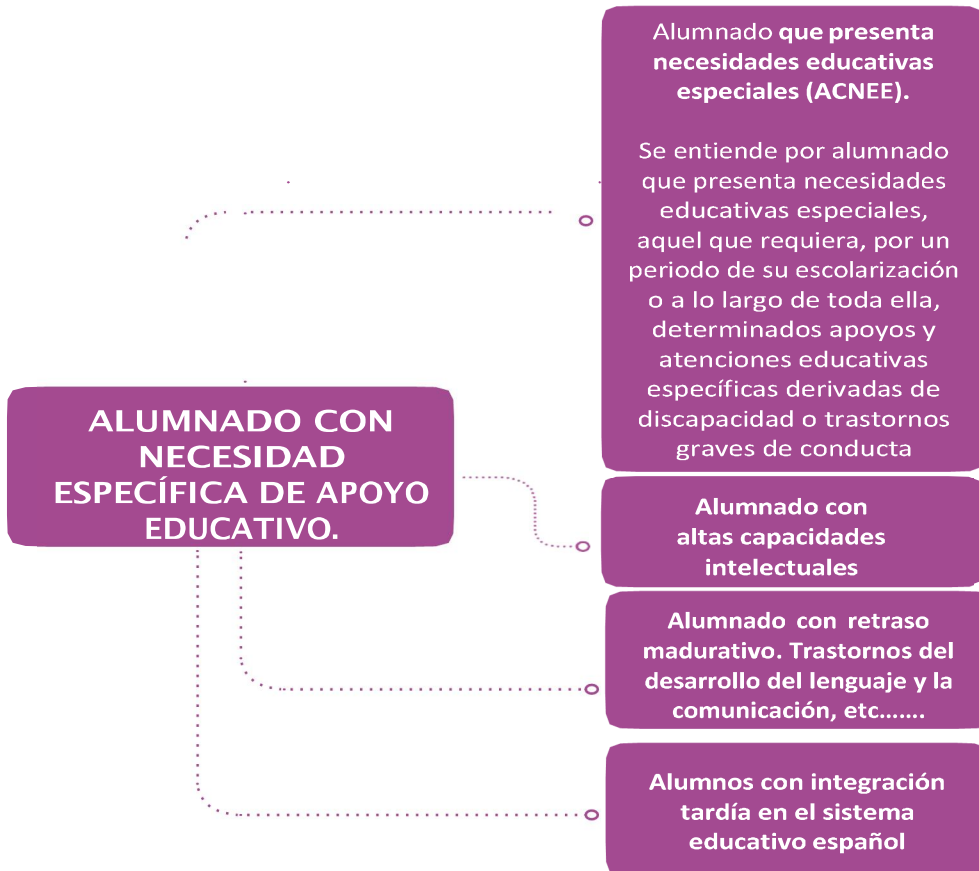 Alumnado que presenta
necesidades educativas
especiales (ACNEE).
Se entiende por alumnado
que presenta necesidades
educativas especiales,
aquel que requiera, por un
periodo de su escolarización
o a lo largo de toda ella,
determinados apoyos y
atenciones educativas
específicas derivadas de
discapacidad o trastornos
graves de conducta
ALUMNADO CON
NECESIDAD
ESPECÍFICA DE APOYO
EDUCATIVO.
Alumnado con
altas capacidades
intelectuales
Alumnado con retraso
madurativo. Trastornos del
desarrollo del lenguaje y la
comunicación, etc.......
Alumnos con integración
tardía en el sistema
educativo español